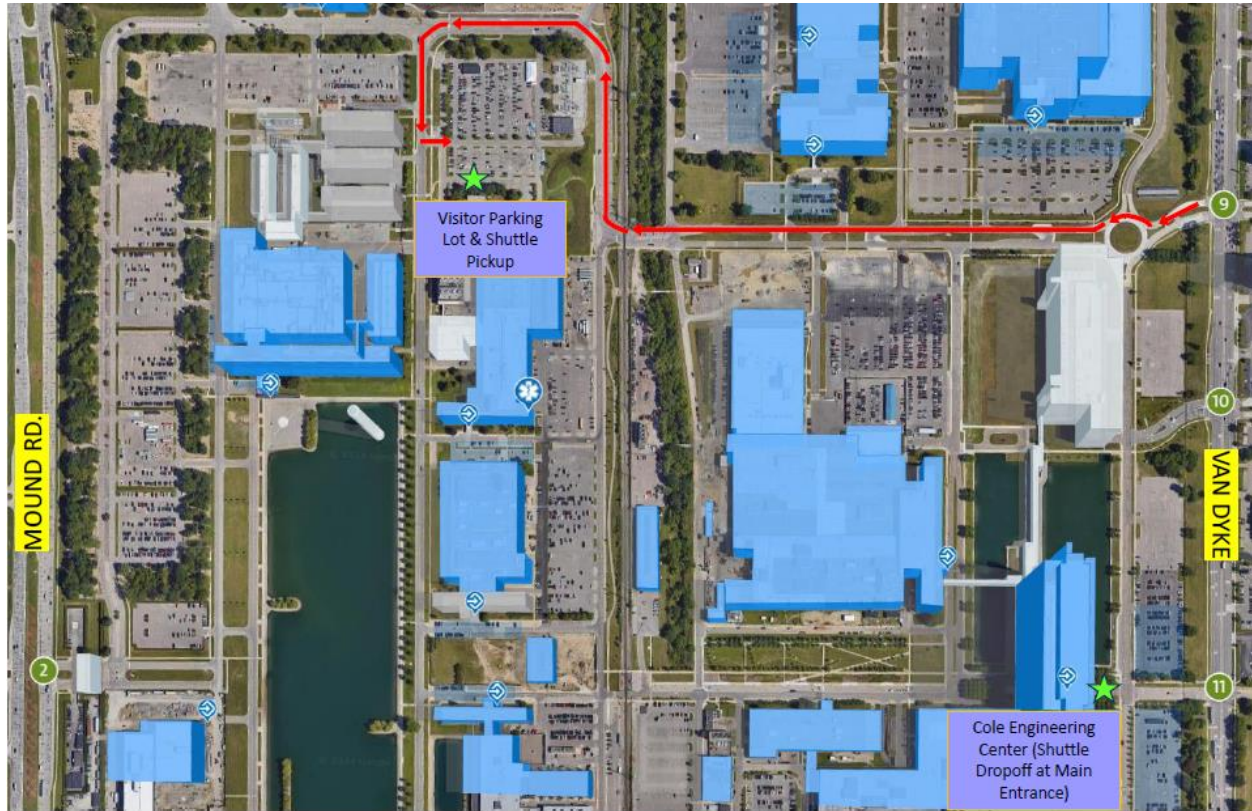 9
Visitor Parking
Lot & Shuttle
Pickup
10
MOUND RD.
VAN DYKE
2
11
Cole Engineering
Center (Shuttle
Dropoff at Main
Entrance)